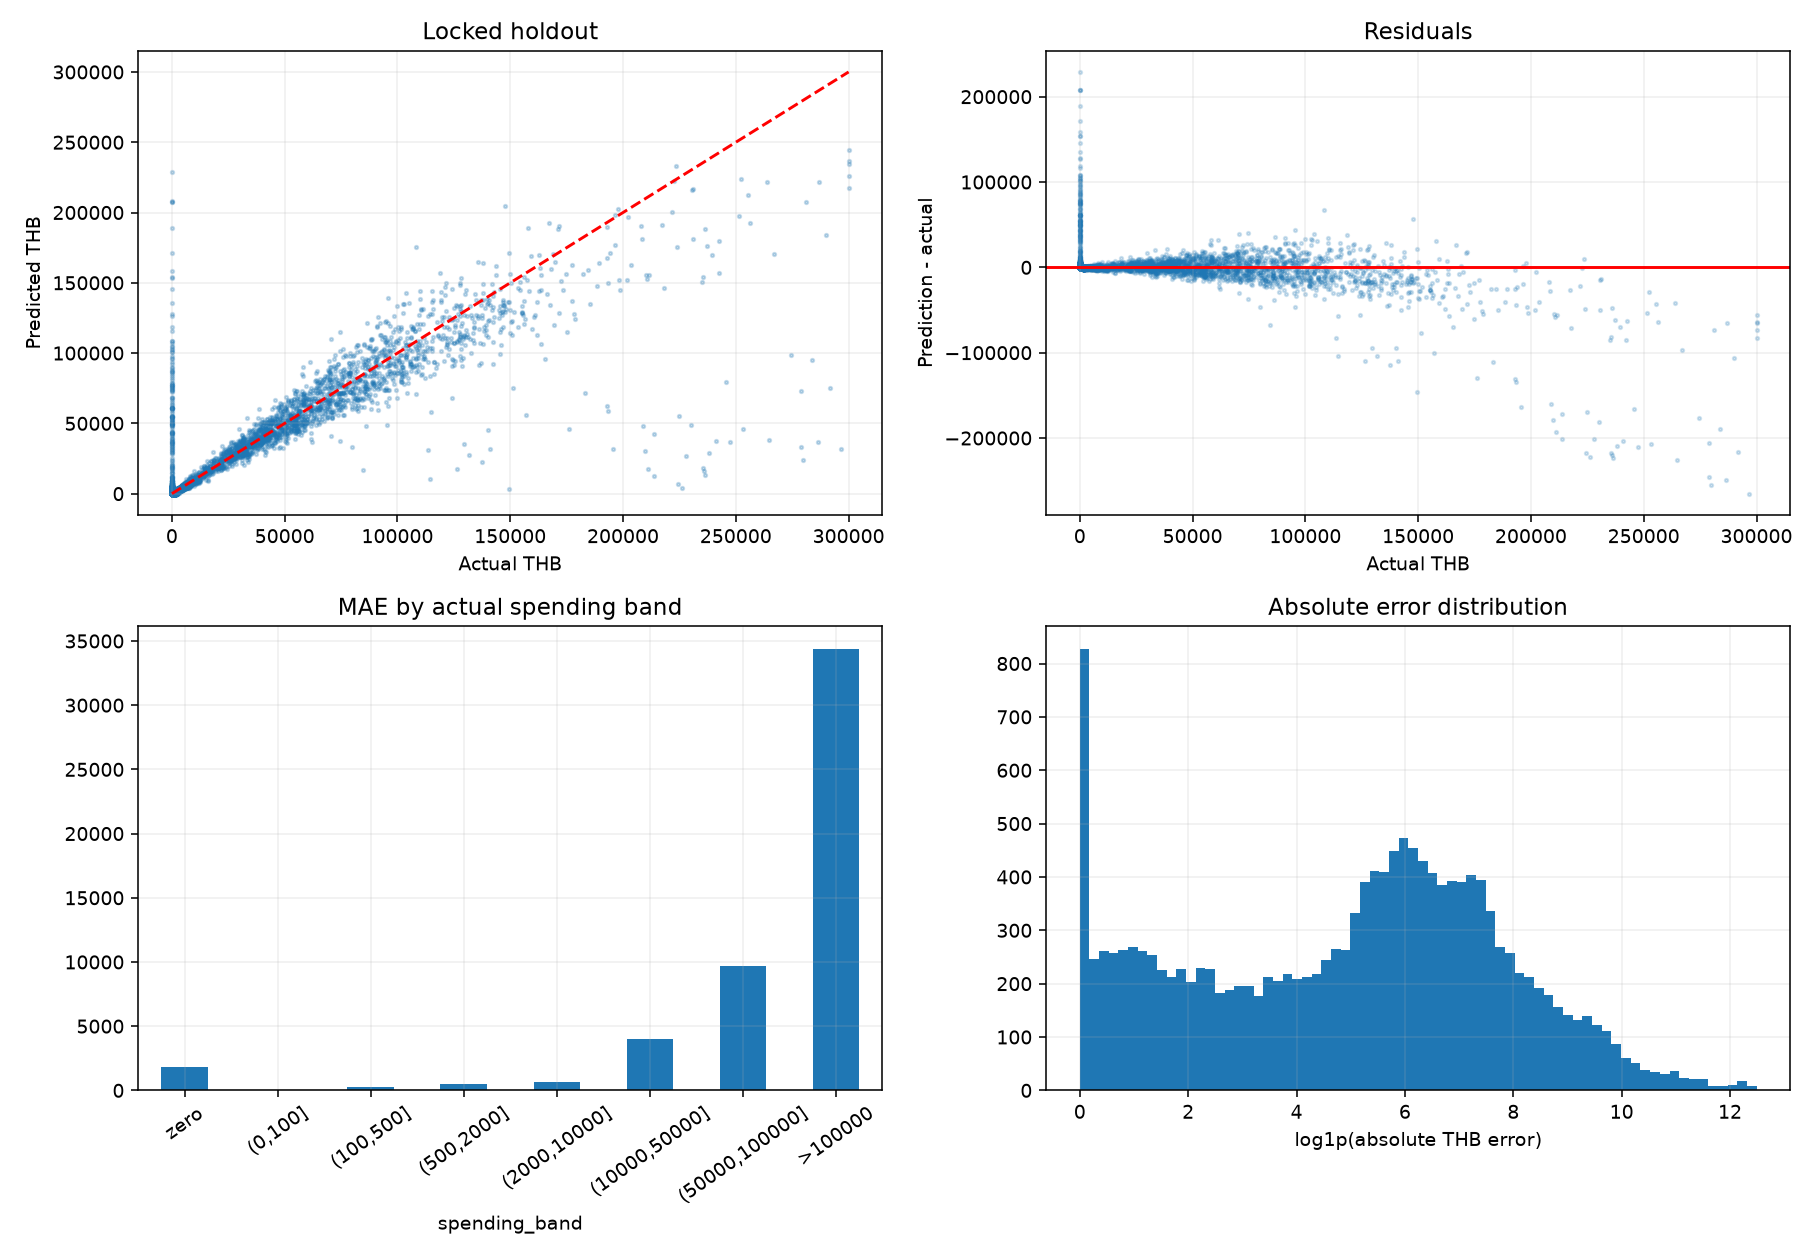 Locked holdout
300000
250000
200000
150000
100000
50000
0
Predicted THB
0 50000 100000 150000 200000 250000 300000
Actual THB
Residuals
200000
100000
0
−100000
−200000
Prediction - actual
0 50000 100000 150000 200000 250000 300000
Actual THB
MAE by actual spending band
35000
30000
25000
20000
15000
10000
5000
0
zero (0,100] (100,500] (500,2000] (2000,10000] (10000,50000] (50000,100000] >100000
spending_band
Absolute error distribution
800
700
600
500
400
300
200
100
0
0 2 4 6 8 10 12
log1p(absolute THB error)